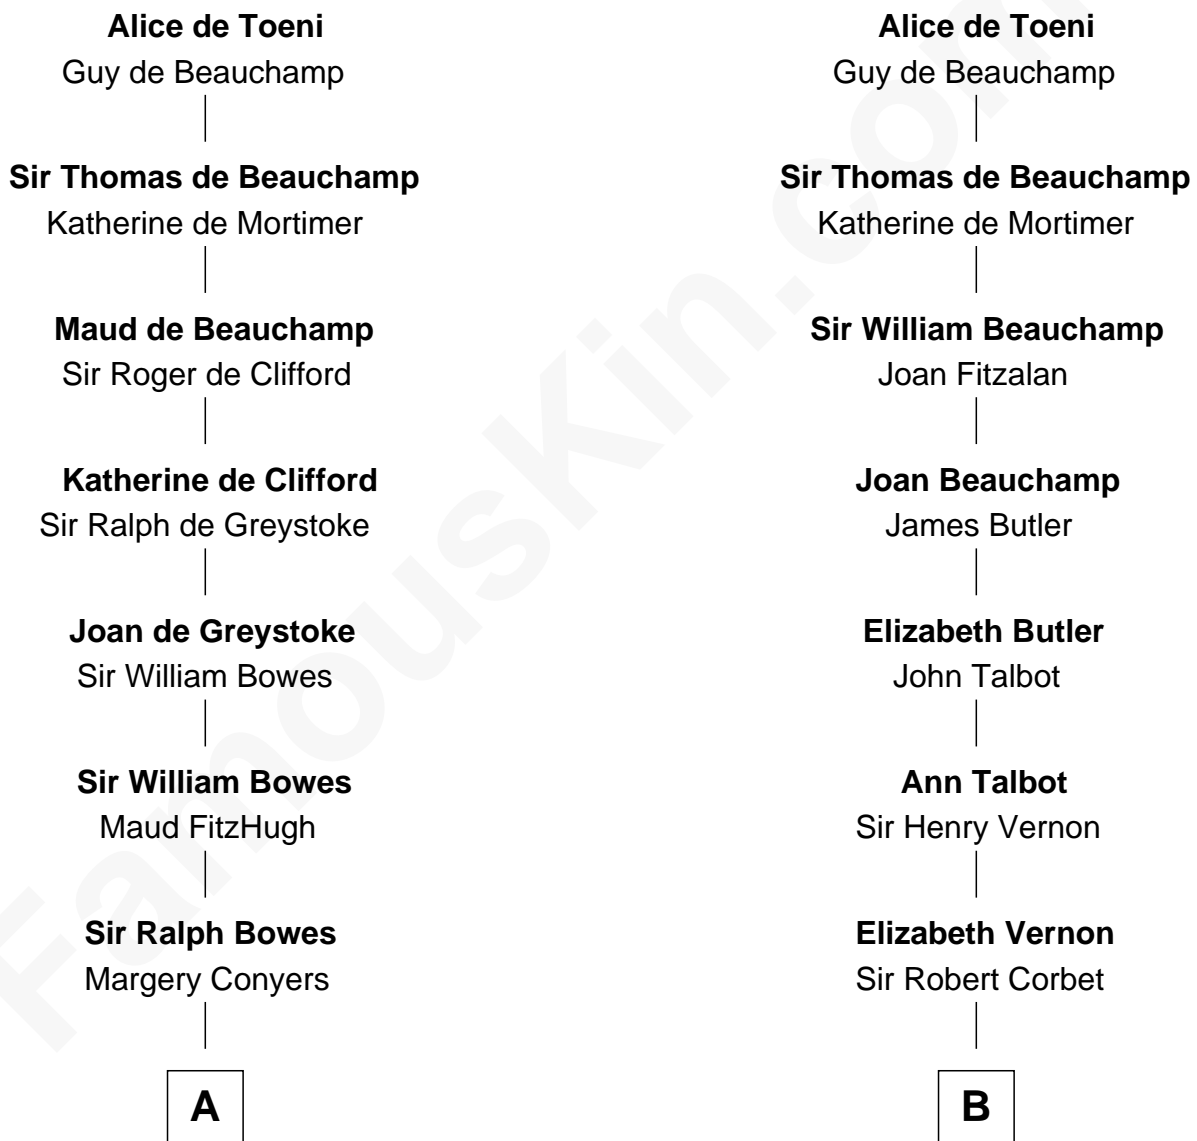 Alice de Toeni
Guy de Beauchamp
Sir Thomas de Beauchamp
Katherine de Mortimer
Maud de Beauchamp
Sir Roger de Clifford
Katherine de Clifford
Sir Ralph de Greystoke
Joan de Greystoke
Sir William Bowes
Sir William Bowes
Maud FitzHugh
Sir Ralph Bowes
Margery Conyers
A
Alice de Toeni
Guy de Beauchamp
Sir Thomas de Beauchamp
Katherine de Mortimer
Sir William Beauchamp
Joan Fitzalan
Joan Beauchamp
James Butler
Elizabeth Butler
John Talbot
Ann Talbot
Sir Henry Vernon
Elizabeth Vernon
Sir Robert Corbet
B
FamousKin.com